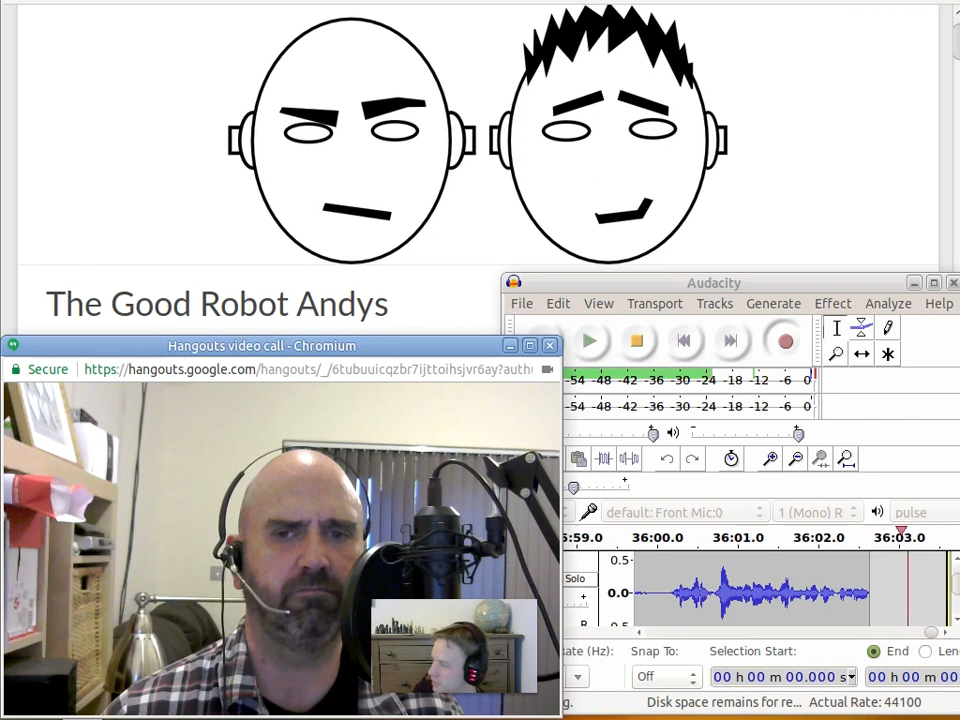 The Good Robot Andys
Audacity
File Edit View Transport Tracks Generate Effect Analyze Help
-54 -48 -42 -36 -30 -24 -18 -12 -6 0
-54 -48 -42 -36 -30 -24 -18 -12 -6 0
- +
- +
default: Front Mic:0 1 (Mono) R pulse
36:00.0 36:01.0 36:02.0 36:03.0
0.5
Solo
0.0
Snap To: Selection Start: End
Off 00 h 00 m 00.000 s 00 h 00 m 00
Disk space remains for re... Actual Rate: 44100
Hangouts video call - Chromium
Secure https://hangouts.google.com/hangouts/_/6tubuuicqzbr7ijttoihsjvr6ay?auth